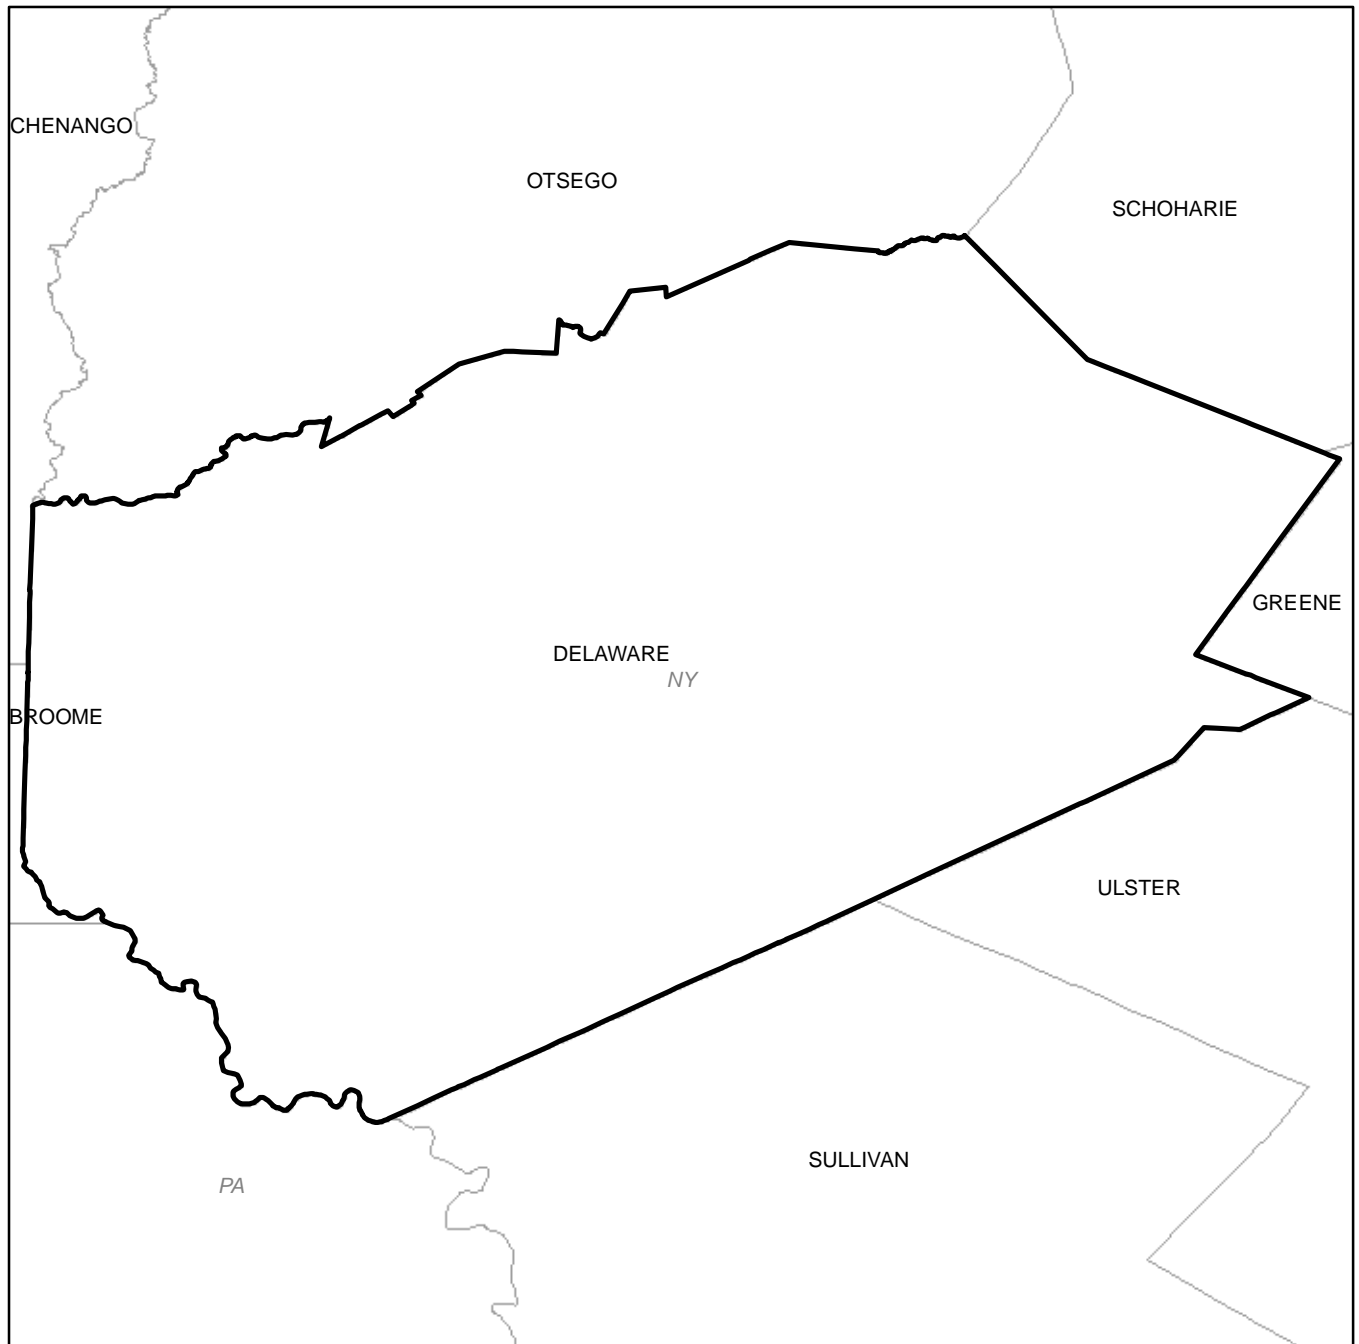 CHENANGO
OTSEGO
SCHOHARIE
GREENE
DELAWARE
NY
BROOME
ULSTER
SULLIVAN
PA